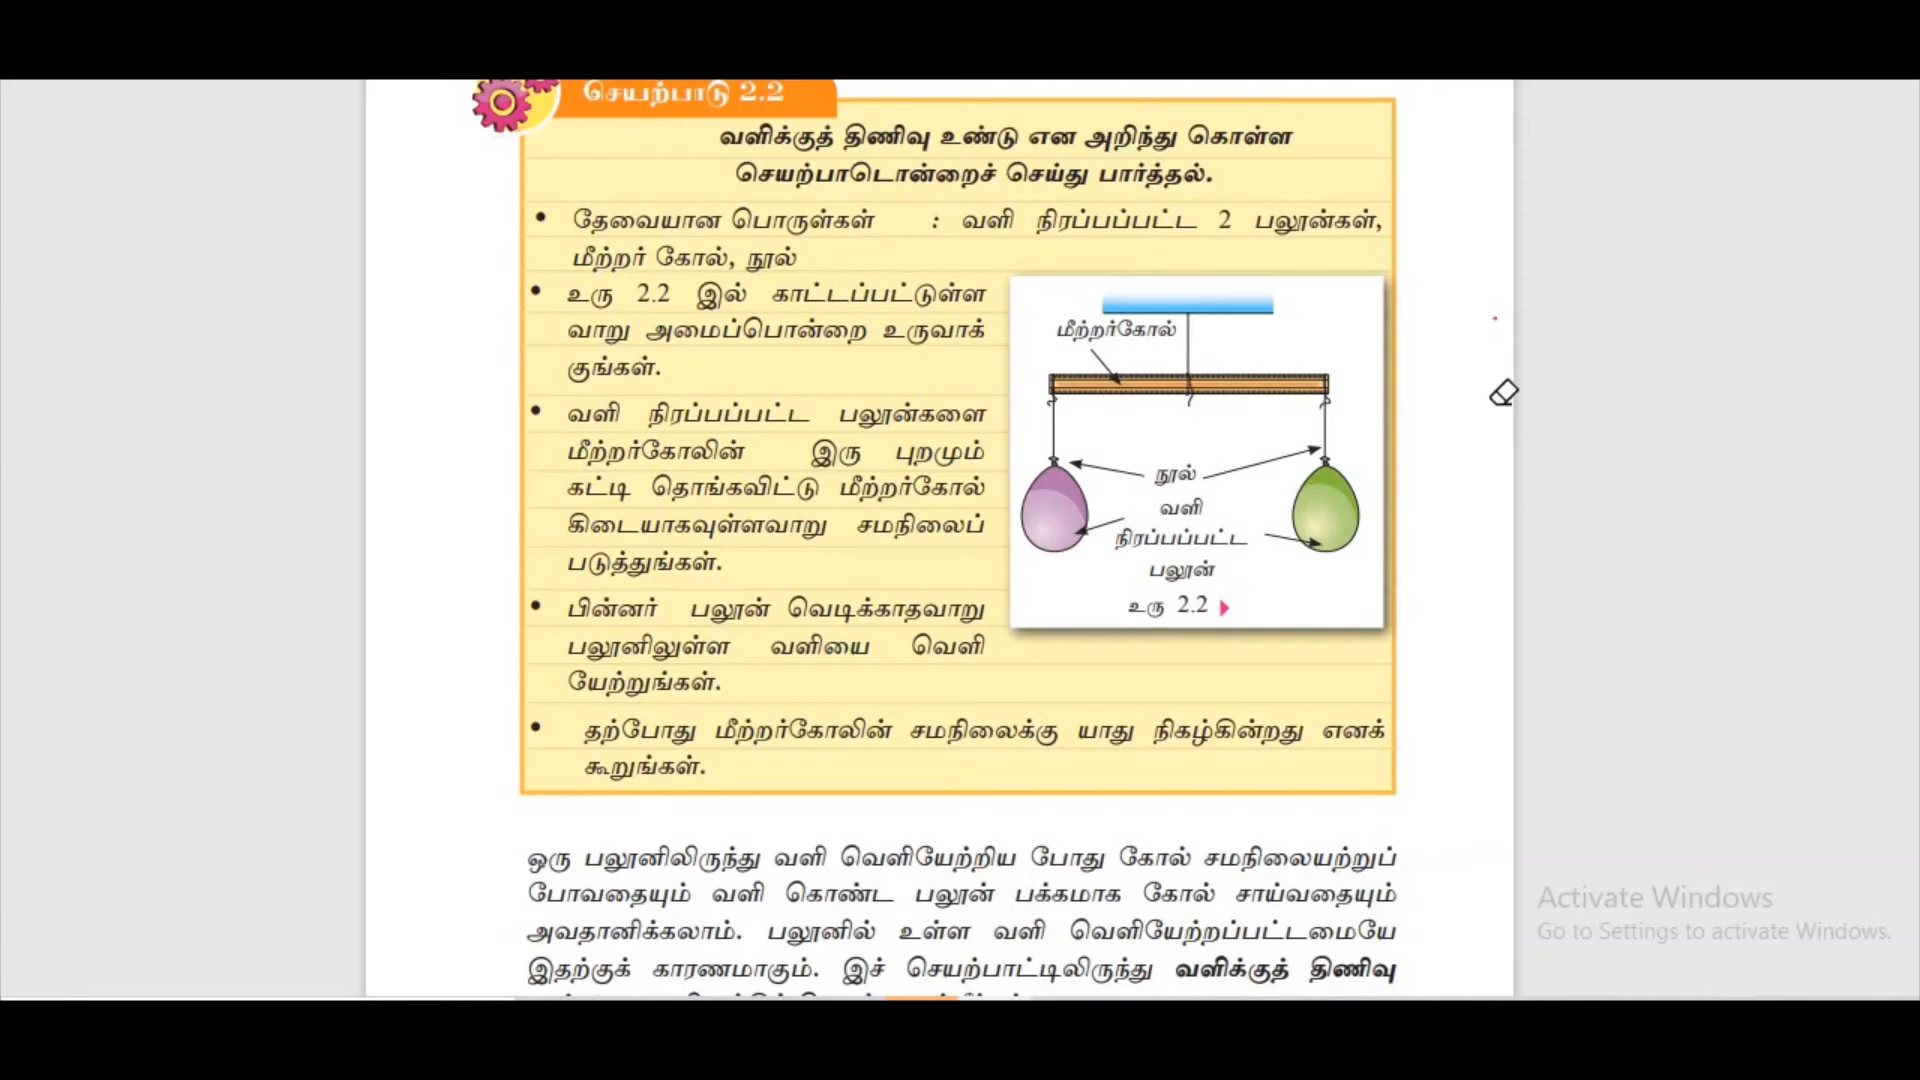 செயற்பாடு 2.2
வளிக்குத் திணிவு உண்டு என அறிந்து கொள்ள
செயற்பாடொன்றைச் செய்து பார்த்தல்.
• தேவையான பொருள்கள் : வளி நிரப்பப்பட்ட 2 பலூன்கள்,
மீற்றர் கோல், நூல்
• உரு 2.2 இல் காட்டப்பட்டுள்ள
வாறு அமைப்பொன்றை உருவாக்
குங்கள்.
• வளி நிரப்பப்பட்ட பலூன்களை
மீற்றர்கோலின் இரு புறமும்
கட்டி தொங்கவிட்டு மீற்றர்கோல்
கிடையாகவுள்ளவாறு சமநிலைப்
படுத்துங்கள்.
• பின்னர் பலூன் வெடிக்காதவாறு
பலூனிலுள்ள வளியை வெளி
யேற்றுங்கள்.
மீற்றர்கோல்
நூல்
வளி
நிரப்பப்பட்ட
பலூன்
உரு 2.2
• தற்போது மீற்றர்கோலின் சமநிலைக்கு யாது நிகழ்கின்றது எனக்
கூறுங்கள்.
ஒரு பலூனிலிருந்து வளி வெளியேற்றிய போது கோல் சமநிலையற்றுப்
போவதையும் வளி கொண்ட பலூன் பக்கமாக கோல் சாய்வதையும்
அவதானிக்கலாம். பலூனில் உள்ள வளி வெளியேற்றப்பட்டமையே
இதற்குக் காரணமாகும். இச் செயற்பாட்டிலிருந்து வளிக்குத் திணிவு
Activate Windows
Go to Settings to activate Windows.